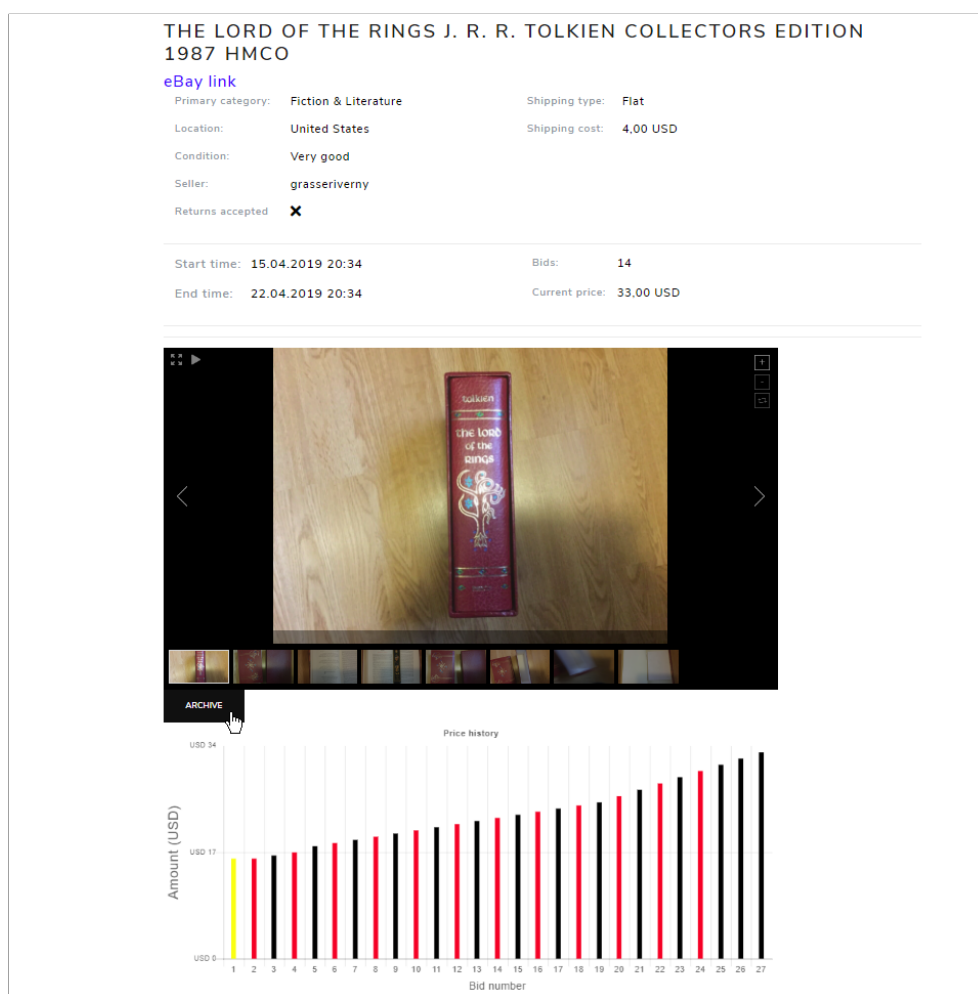 THE LORD OF THE RINGS J. R. R. TOLKIEN COLLECTORS EDITION
1987 HMCO
eBay link
Primary category: Fiction & Literature Shipping type: Flat
Location: United States Shipping cost: 4,00 USD
Condition: Very good
Seller: grasseriverny
Returns accepted
Start time: 15.04.2019 20:34 Bids: 14
End time: 22.04.2019 20:34 Current price: 33,00 USD
tolkien
the lord
of the
Rings
ARCHIVE
Price history
USD 34
USD 17
USD 0
Amount (USD)
1 2 3 4 5 6 7 8 9 10 11 12 13 14 15 16 17 18 19 20 21 22 23 24 25 26 27
Bid number